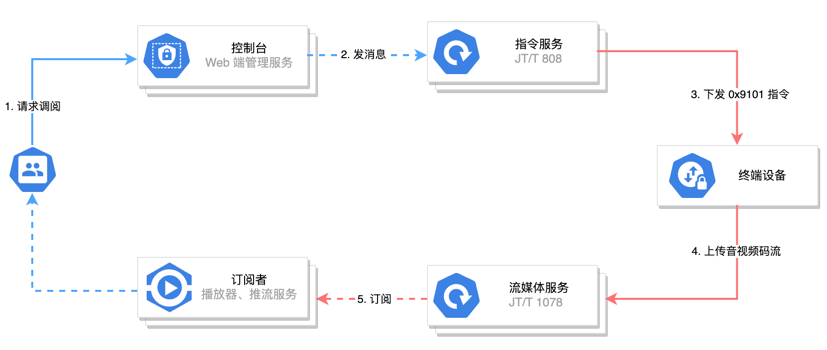 控制台
Web 端管理服务
2. 发消息
指令服务
JT/T 808
1. 请求调阅
3. 下发 0x9101 指令
终端设备
4. 上传音视频码流
订阅者
播放器、推流服务
5. 订阅
流媒体服务
JT/T 1078